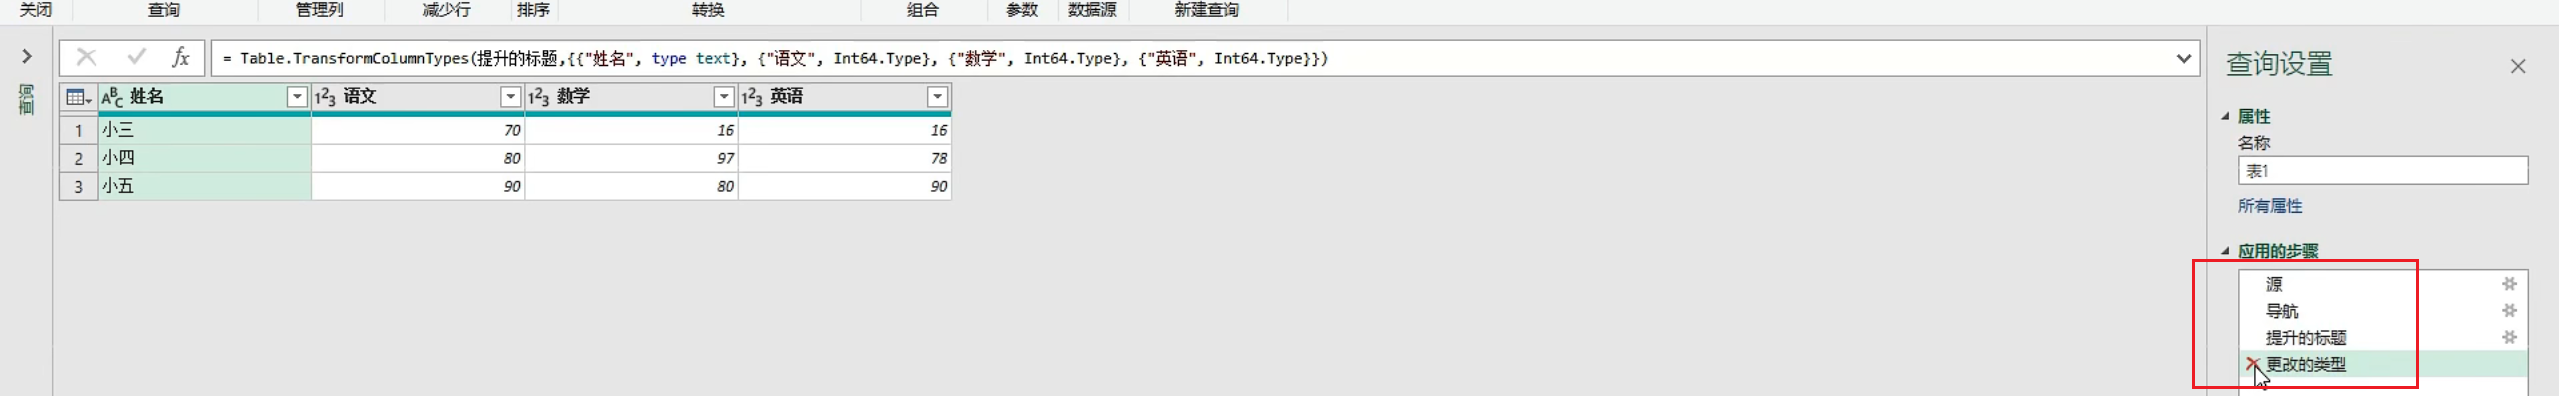 关闭 查询 管理列 减少行 排序 转换 组合 参数 数据源 新建查询
fx = Table.TransformColumnTypes(提升的标题,{{"姓名", type text}, {"语文", Int64.Type}, {"数学", Int64.Type}, {"英语", Int64.Type}})
查询
ABC 姓名 123 语文 123 数学 123 英语
1 小三 70 16 16
2 小四 80 97 78
3 小五 90 80 90
查询设置
属性
名称
表1
所有属性
应用的步骤
源
导航
提升的标题
更改的类型